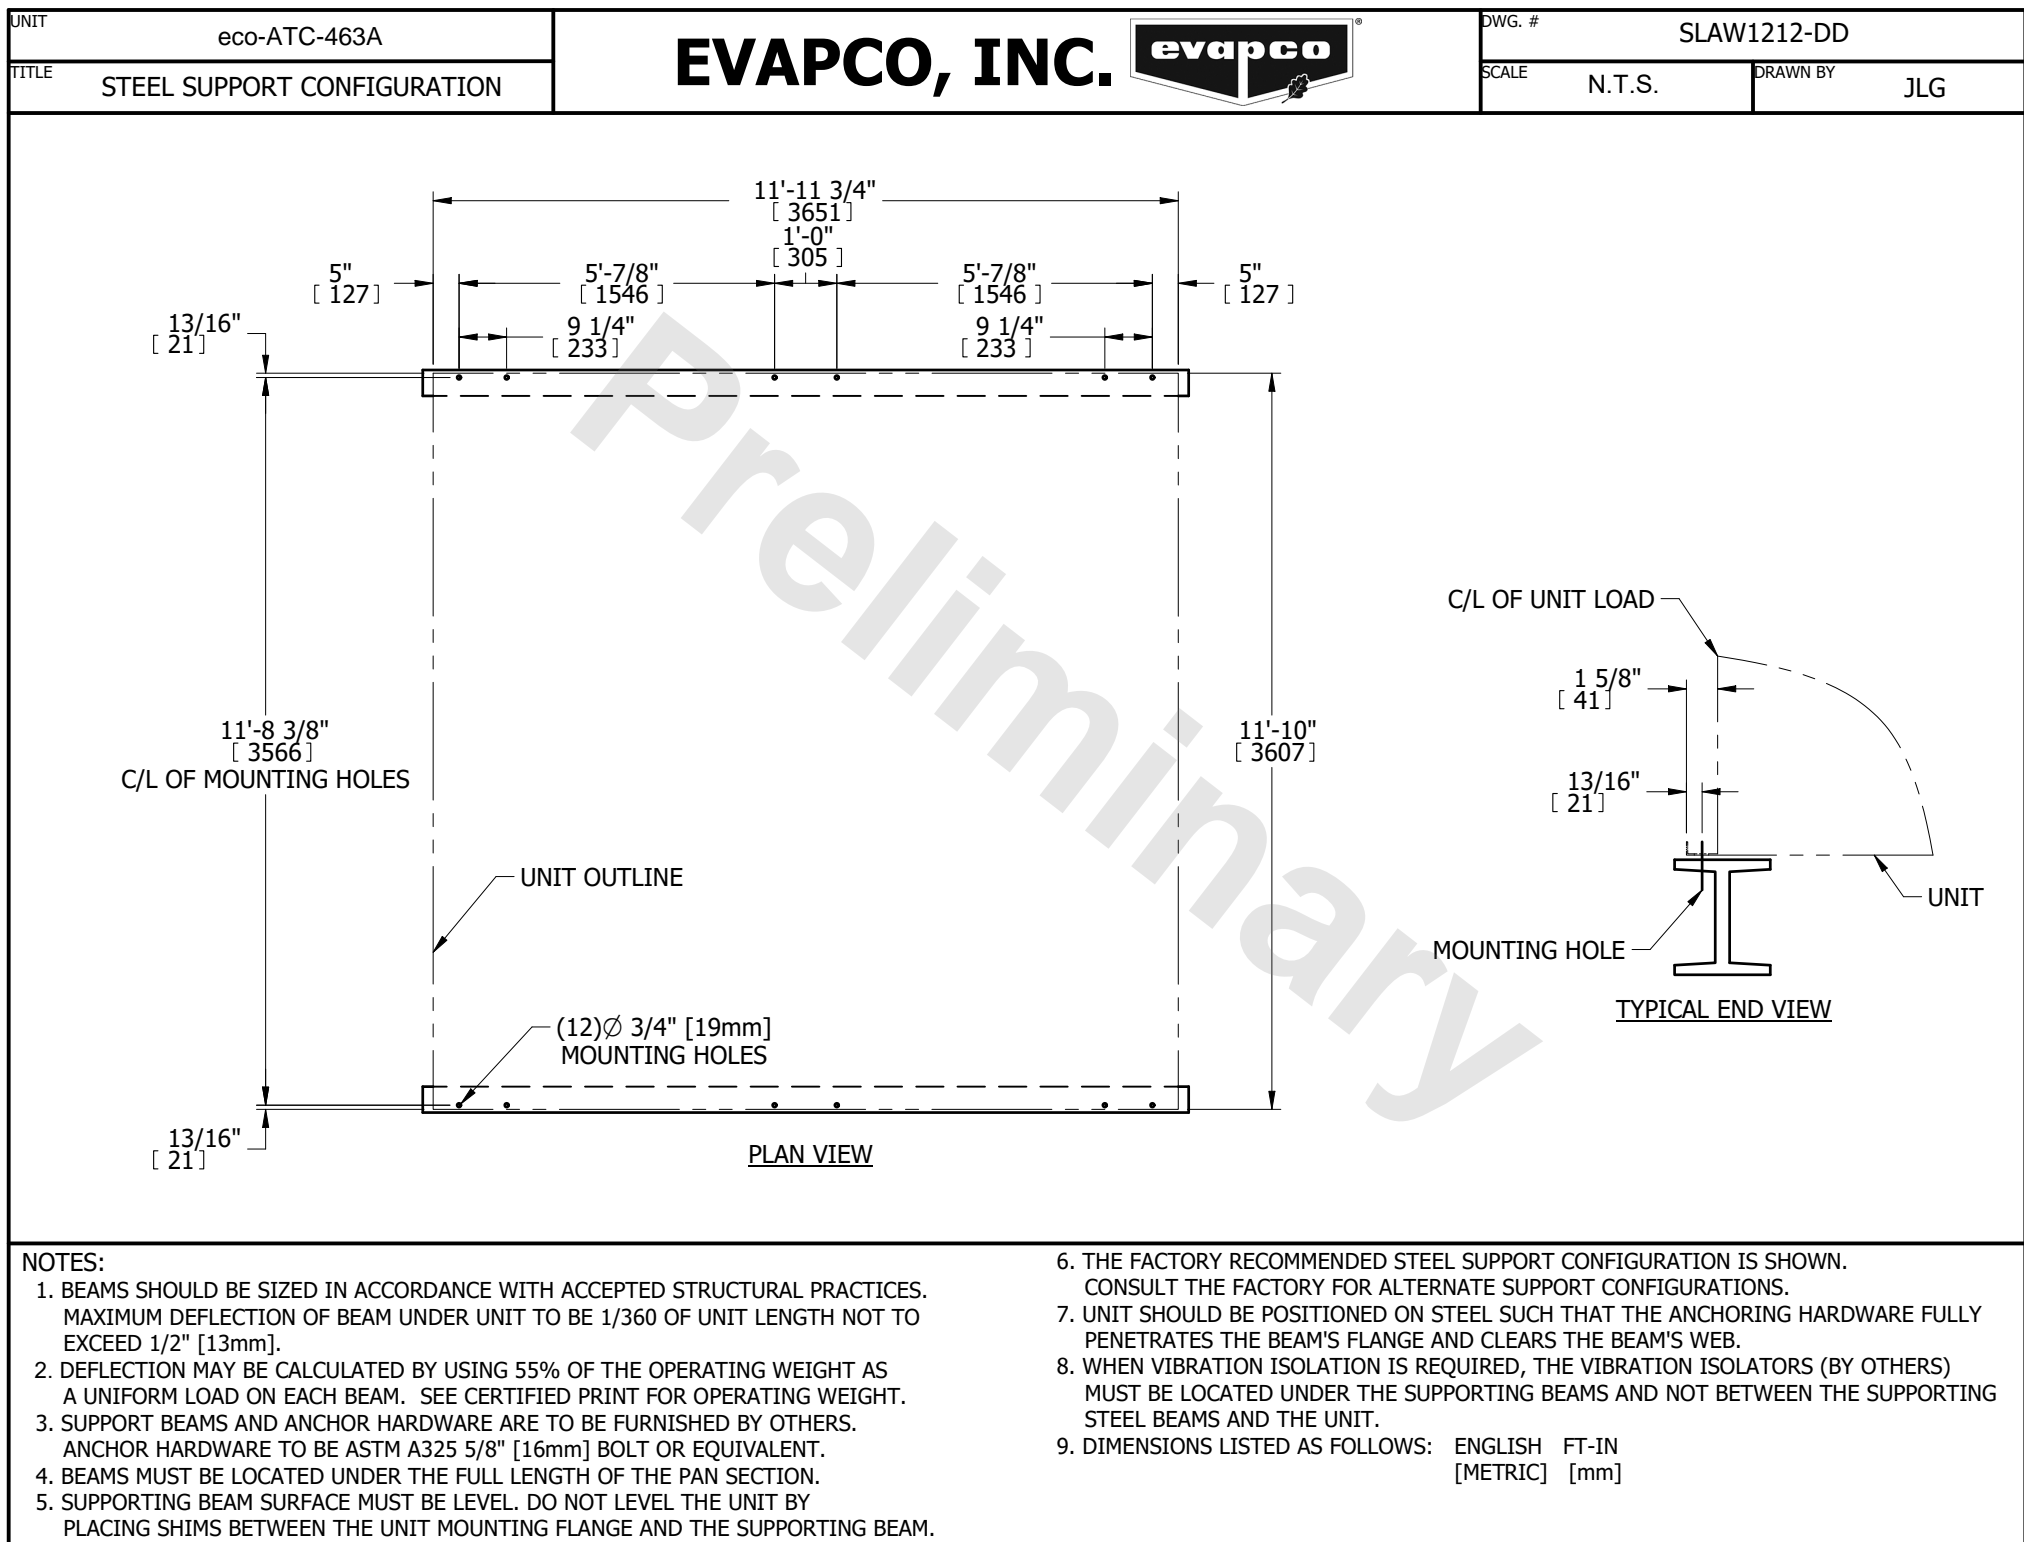 UNIT
eco-ATC-463A
TITLE
STEEL SUPPORT CONFIGURATION
EVAPCO, INC.
evapco
®
DWG. #
SLAW1212-DD
SCALE
N.T.S.
DRAWN BY
JLG
11'-11 3/4"
[ 3651]
1'-0"
[ 305 ]
5"
[ 127]
5'-7/8"
[ 1546 ]
5'-7/8"
[ 1546 ]
5"
[ 127 ]
13/16"
[ 21]
9 1/4"
[ 233]
9 1/4"
[ 233 ]
Preliminary
11'-8 3/8"
[ 3566]
C/L OF MOUNTING HOLES
11'-10"
[ 3607]
UNIT OUTLINE
(12)Ø 3/4" [19mm]
MOUNTING HOLES
13/16"
[ 21]
PLAN VIEW
C/L OF UNIT LOAD
1 5/8"
[ 41]
13/16"
[ 21]
UNIT
MOUNTING HOLE
TYPICAL END VIEW
NOTES:
1. BEAMS SHOULD BE SIZED IN ACCORDANCE WITH ACCEPTED STRUCTURAL PRACTICES.
MAXIMUM DEFLECTION OF BEAM UNDER UNIT TO BE 1/360 OF UNIT LENGTH NOT TO
EXCEED 1/2" [13mm].
2. DEFLECTION MAY BE CALCULATED BY USING 55% OF THE OPERATING WEIGHT AS
A UNIFORM LOAD ON EACH BEAM. SEE CERTIFIED PRINT FOR OPERATING WEIGHT.
3. SUPPORT BEAMS AND ANCHOR HARDWARE ARE TO BE FURNISHED BY OTHERS.
ANCHOR HARDWARE TO BE ASTM A325 5/8" [16mm] BOLT OR EQUIVALENT.
4. BEAMS MUST BE LOCATED UNDER THE FULL LENGTH OF THE PAN SECTION.
5. SUPPORTING BEAM SURFACE MUST BE LEVEL. DO NOT LEVEL THE UNIT BY
PLACING SHIMS BETWEEN THE UNIT MOUNTING FLANGE AND THE SUPPORTING BEAM.
6. THE FACTORY RECOMMENDED STEEL SUPPORT CONFIGURATION IS SHOWN.
CONSULT THE FACTORY FOR ALTERNATE SUPPORT CONFIGURATIONS.
7. UNIT SHOULD BE POSITIONED ON STEEL SUCH THAT THE ANCHORING HARDWARE FULLY
PENETRATES THE BEAM'S FLANGE AND CLEARS THE BEAM'S WEB.
8. WHEN VIBRATION ISOLATION IS REQUIRED, THE VIBRATION ISOLATORS (BY OTHERS)
MUST BE LOCATED UNDER THE SUPPORTING BEAMS AND NOT BETWEEN THE SUPPORTING
STEEL BEAMS AND THE UNIT.
9. DIMENSIONS LISTED AS FOLLOWS: ENGLISH FT-IN
[METRIC] [mm]